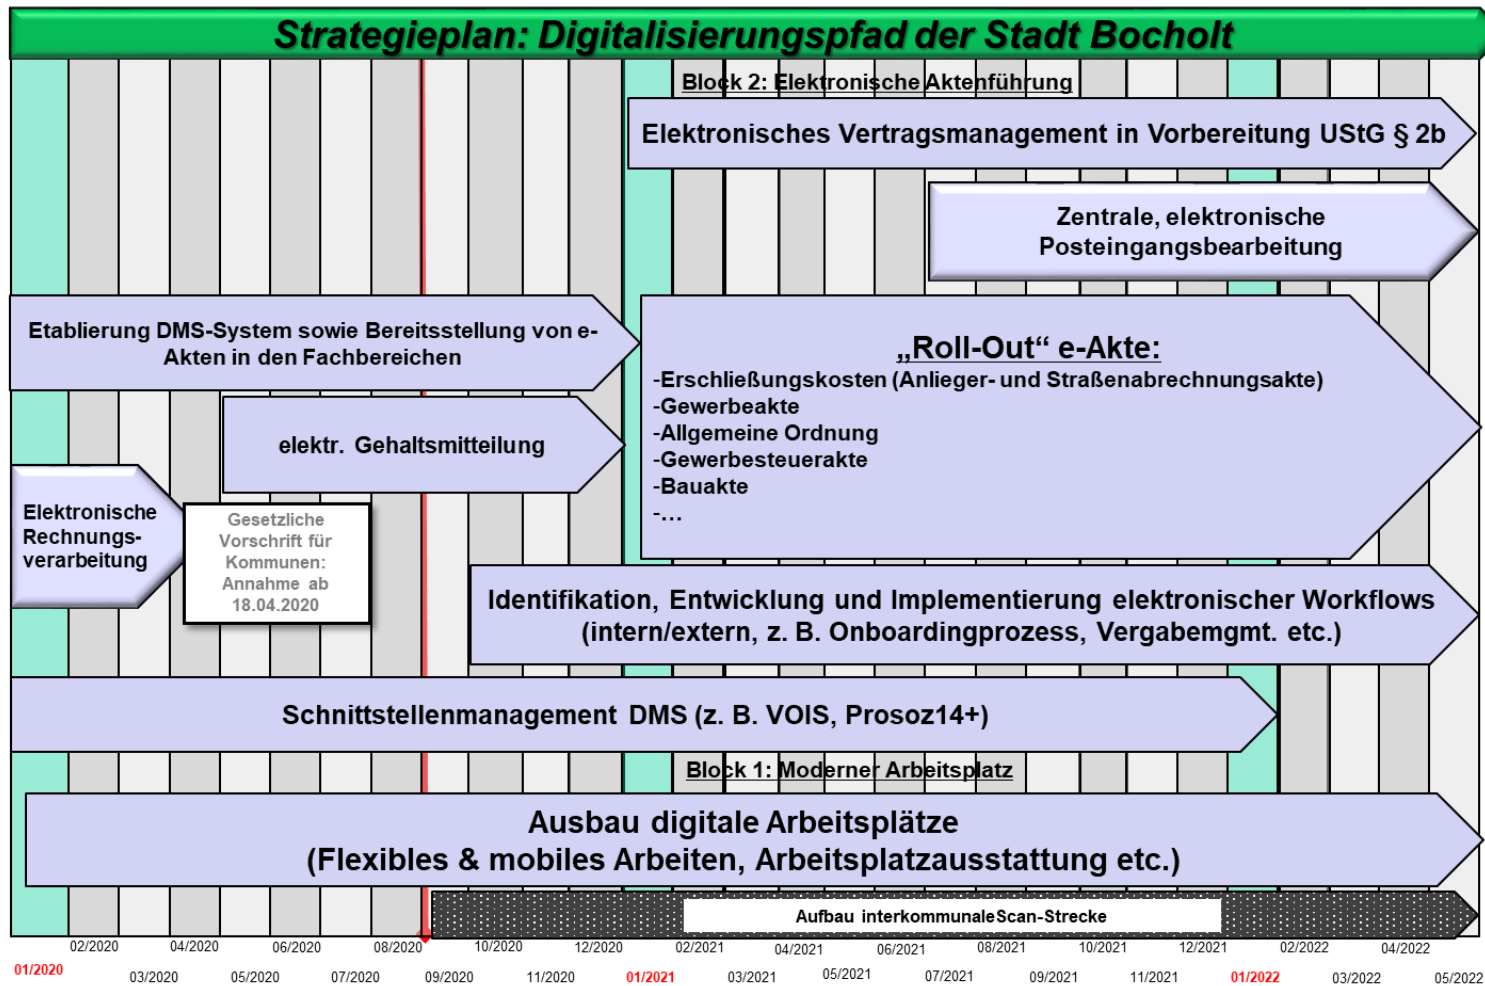 Strategieplan: Digitalisierungspfad der Stadt Bocholt
Block 2: Elektronische Aktenführung
Elektronisches Vertragsmanagement in Vorbereitung UStG § 2b
Zentrale, elektronische
Posteingangsbearbeitung
Etablierung DMS-System sowie Bereitsstellung von e-
Akten in den Fachbereichen
„Roll-Out“ e-Akte:
-Erschließungskosten (Anlieger- und Straßenabrechnungsakte)
-Gewerbeakte
-Allgemeine Ordnung
-Gewerbesteuerakte
-Bauakte
-...
elektr. Gehaltsmitteilung
Elektronische
Rechnungs-
verarbeitung
Gesetzliche
Vorschrift für
Kommunen:
Annahme ab
18.04.2020
Identifikation, Entwicklung und Implementierung elektronischer Workflows
(intern/extern, z. B. Onboardingprozess, Vergabemgmt. etc.)
Schnittstellenmanagement DMS (z. B. VOIS, Prosoz14+)
Block 1: Moderner Arbeitsplatz
Ausbau digitale Arbeitsplätze
(Flexibles & mobiles Arbeiten, Arbeitsplatzausstattung etc.)
Aufbau interkommunaleScan-Strecke
02/2020 04/2020 06/2020 08/2020 10/2020 12/2020 02/2021 04/2021 06/2021 08/2021 10/2021 12/2021 02/2022 04/2022
01/2020 03/2020 05/2020 07/2020 09/2020 11/2020 01/2021 03/2021 05/2021 07/2021 09/2021 11/2021 01/2022 03/2022 05/2022